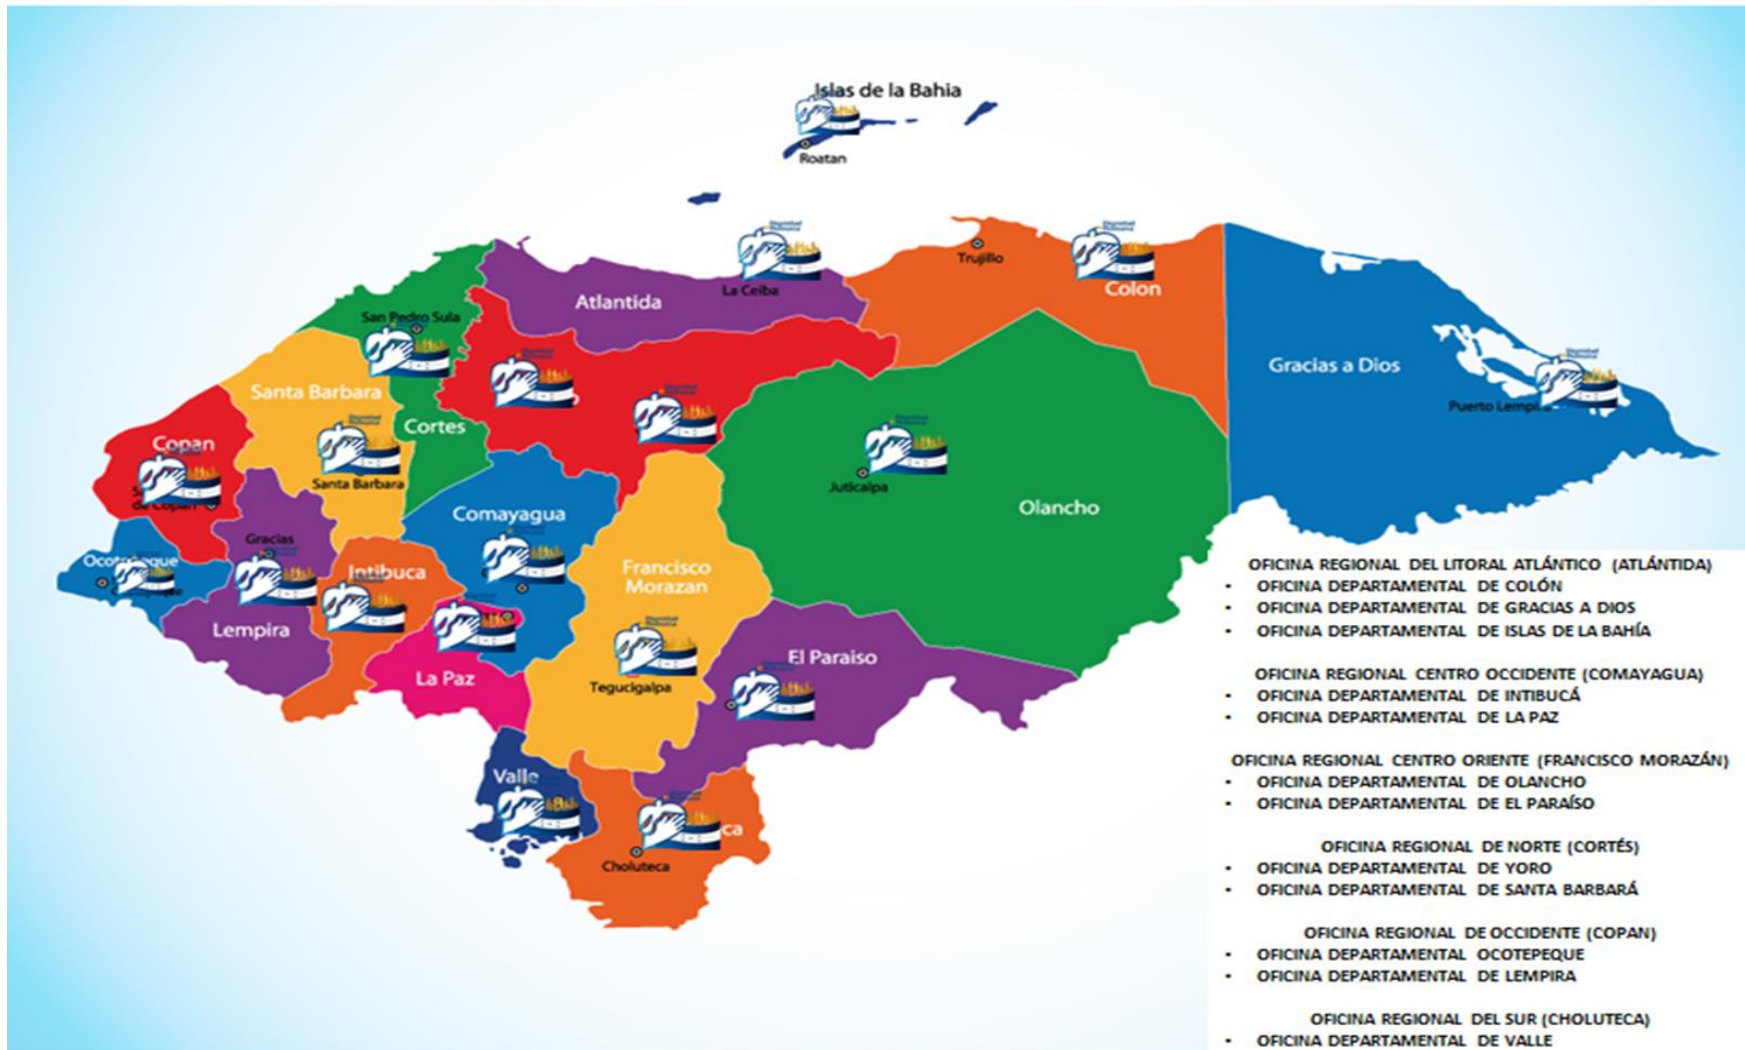 Islas de la Bahia
Roatan
Trujillo
Colon
La Ceiba
Atlantida
San Pedro Sula
Gracias a Dios
Puerto Lempira
Santa Barbara
Cortes
Copan
de Copan
Santa Barbara
Juticalpa
Olancho
Comayagua
Gracias
Intibuca
Francisco
Morazan
Lempira
La Paz
El Paraiso
Tegucigalpa
Valle
Choluteca
OFICINA REGIONAL DEL LITORAL ATLÁNTICO (ATLÁNTIDA)
• OFICINA DEPARTAMENTAL DE COLÓN
• OFICINA DEPARTAMENTAL DE GRACIAS A DIOS
• OFICINA DEPARTAMENTAL DE ISLAS DE LA BAHÍA
OFICINA REGIONAL CENTRO OCCIDENTE (COMAYAGUA)
• OFICINA DEPARTAMENTAL DE INTIBUCÁ
• OFICINA DEPARTAMENTAL DE LA PAZ
OFICINA REGIONAL CENTRO ORIENTE (FRANCISCO MORAZÁN)
• OFICINA DEPARTAMENTAL DE OLANCHO
• OFICINA DEPARTAMENTAL DE EL PARAÍSO
OFICINA REGIONAL DE NORTE (CORTÉS)
• OFICINA DEPARTAMENTAL DE YORO
• OFICINA DEPARTAMENTAL DE SANTA BARBARÁ
OFICINA REGIONAL DE OCCIDENTE (COPAN)
• OFICINA DEPARTAMENTAL OCOTEPEQUE
• OFICINA DEPARTAMENTAL DE LEMPIRA
OFICINA REGIONAL DEL SUR (CHOLUTECA)
• OFICINA DEPARTAMENTAL DE VALLE